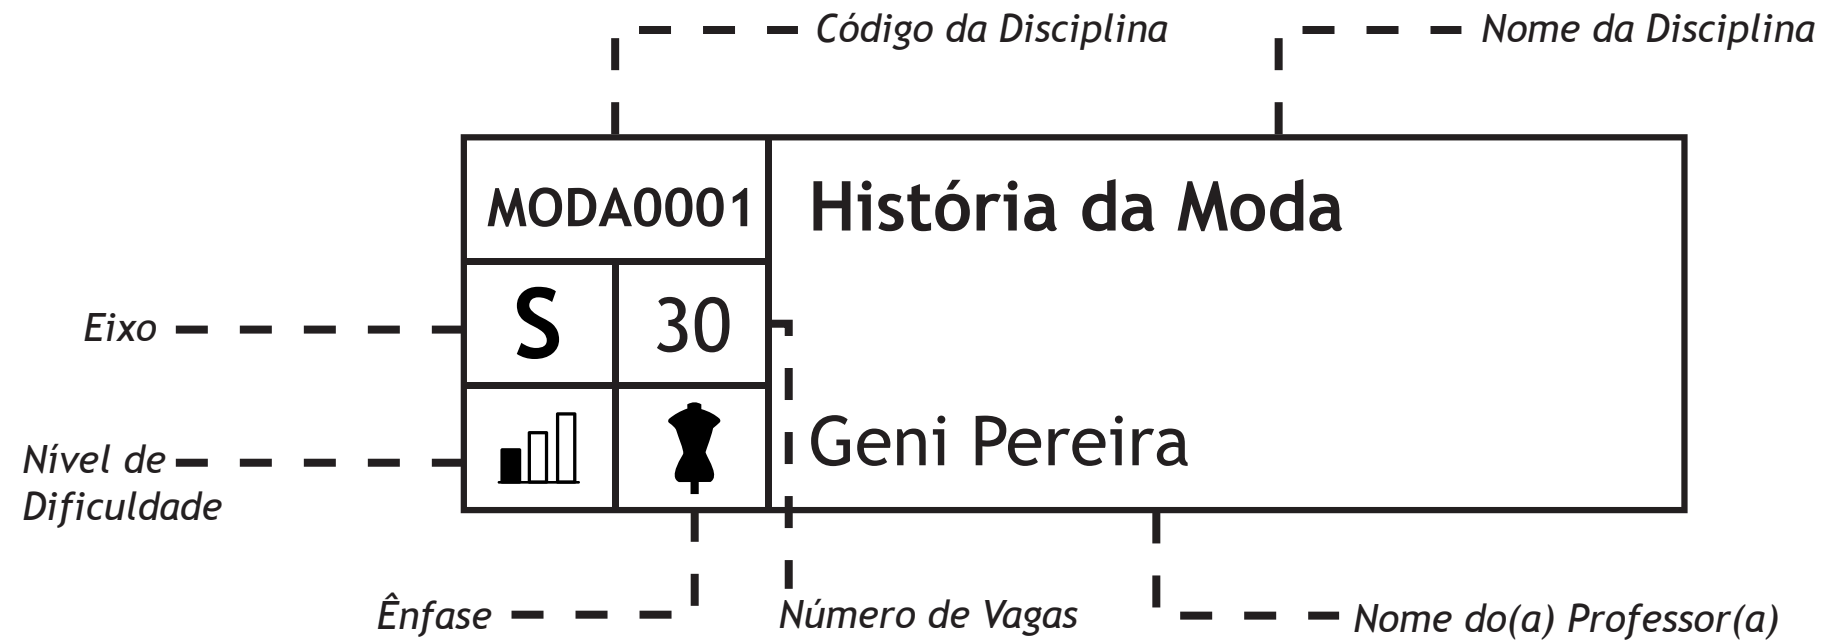 Código da Disciplina
Nome da Disciplina
MODA0001
História da Moda
Eixo
S
30
Nível de
Dificuldade
Geni Pereira
Ênfase
Número de Vagas
Nome do(a) Professor(a)